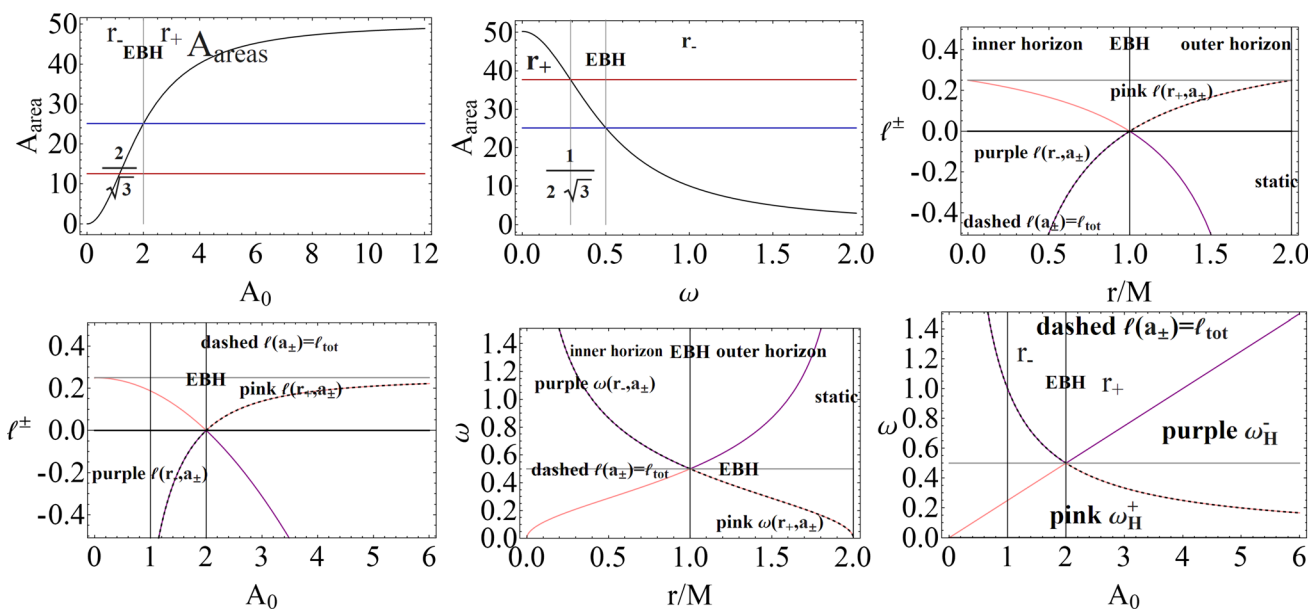 r₋ r₊ A_areas
EBH
50
40
30
20
10
0
A_area
2
√3
0 2 4 6 8 10 12
A₀
50
40
30
20
10
0
A_area
r₊
EBH
r₋
1
2 √3
0.0 0.5 1.0 1.5 2.0
ω
inner horizon EBH outer horizon
0.4
0.2
0.0
-0.2
-0.4
ℓ±
pink ℓ(r₊,a±)
purple ℓ(r₋,a±)
static
dashed ℓ(a±)=ℓ_tot
0.0 0.5 1.0 1.5 2.0
r/M
dashed ℓ(a±)=ℓ_tot
0.4
0.2
0.0
-0.2
-0.4
ℓ±
EBH
pink ℓ(r₊,a±)
purple ℓ(r₋,a±)
0 1 2 3 4 5 6
A₀
1.4
1.2
1.0
0.8
0.6
0.4
0.2
0.0
ω
inner horizon EBH outer horizon
purple ω(r₋,a±)
static
dashed ℓ(a±)=ℓ_tot
EBH
pink ω(r₊,a±)
0.0 0.5 1.0 1.5 2.0
r/M
dashed ℓ(a±)=ℓ_tot
1.4
1.2
1.0
0.8
0.6
0.4
0.2
0.0
ω
r₋
EBH
r₊
purple ω_H^-
pink ω_H^+
0 1 2 3 4 5 6
A₀